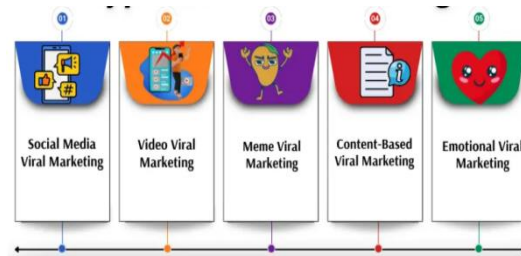 01
02
03
04
05
Social Media
Viral Marketing
Video Viral
Marketing
Meme Viral
Marketing
Content-Based
Viral Marketing
Emotional Viral
Marketing